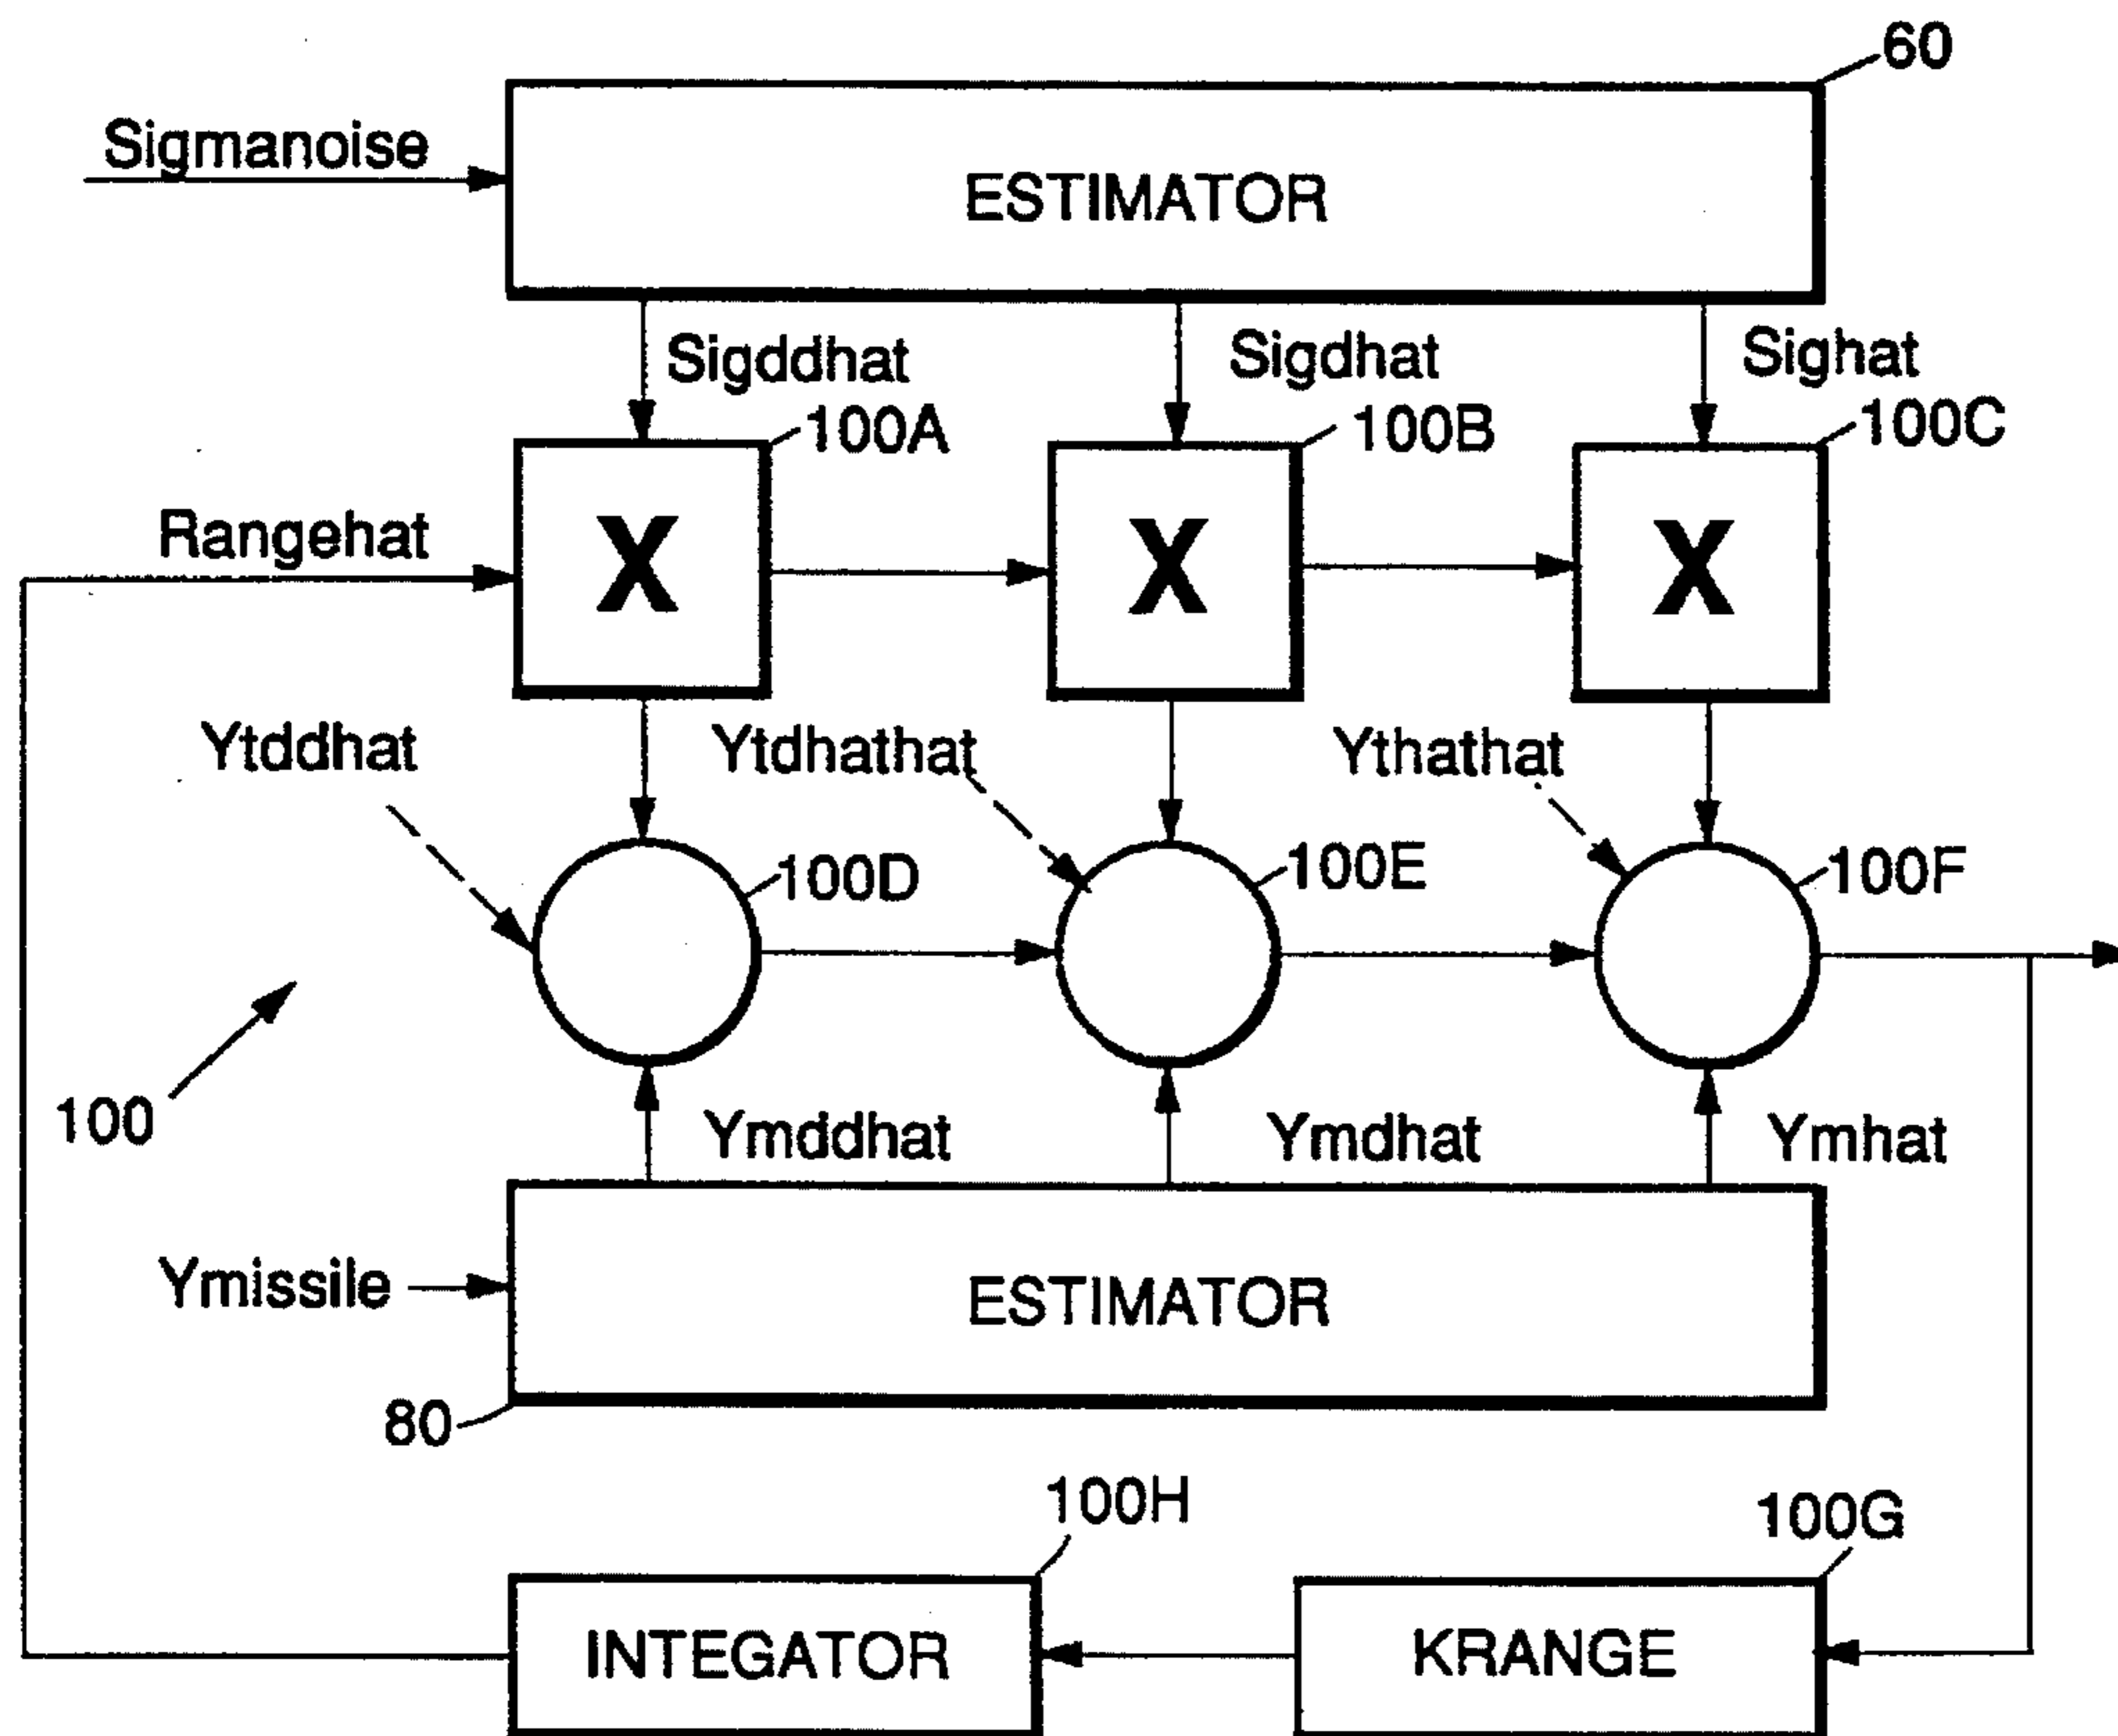 60
Sigmanoise
ESTIMATOR
Sigddhat
Sigdhat
Sighat
100A
100B
100C
Rangehat
X
X
X
Ytddhat
Ytdhathat
Ythathat
100D
100E
100F
100
Ymddhat
Ymdhat
Ymhat
Ymissile
ESTIMATOR
80
100H
100G
INTEGATOR
KRANGE